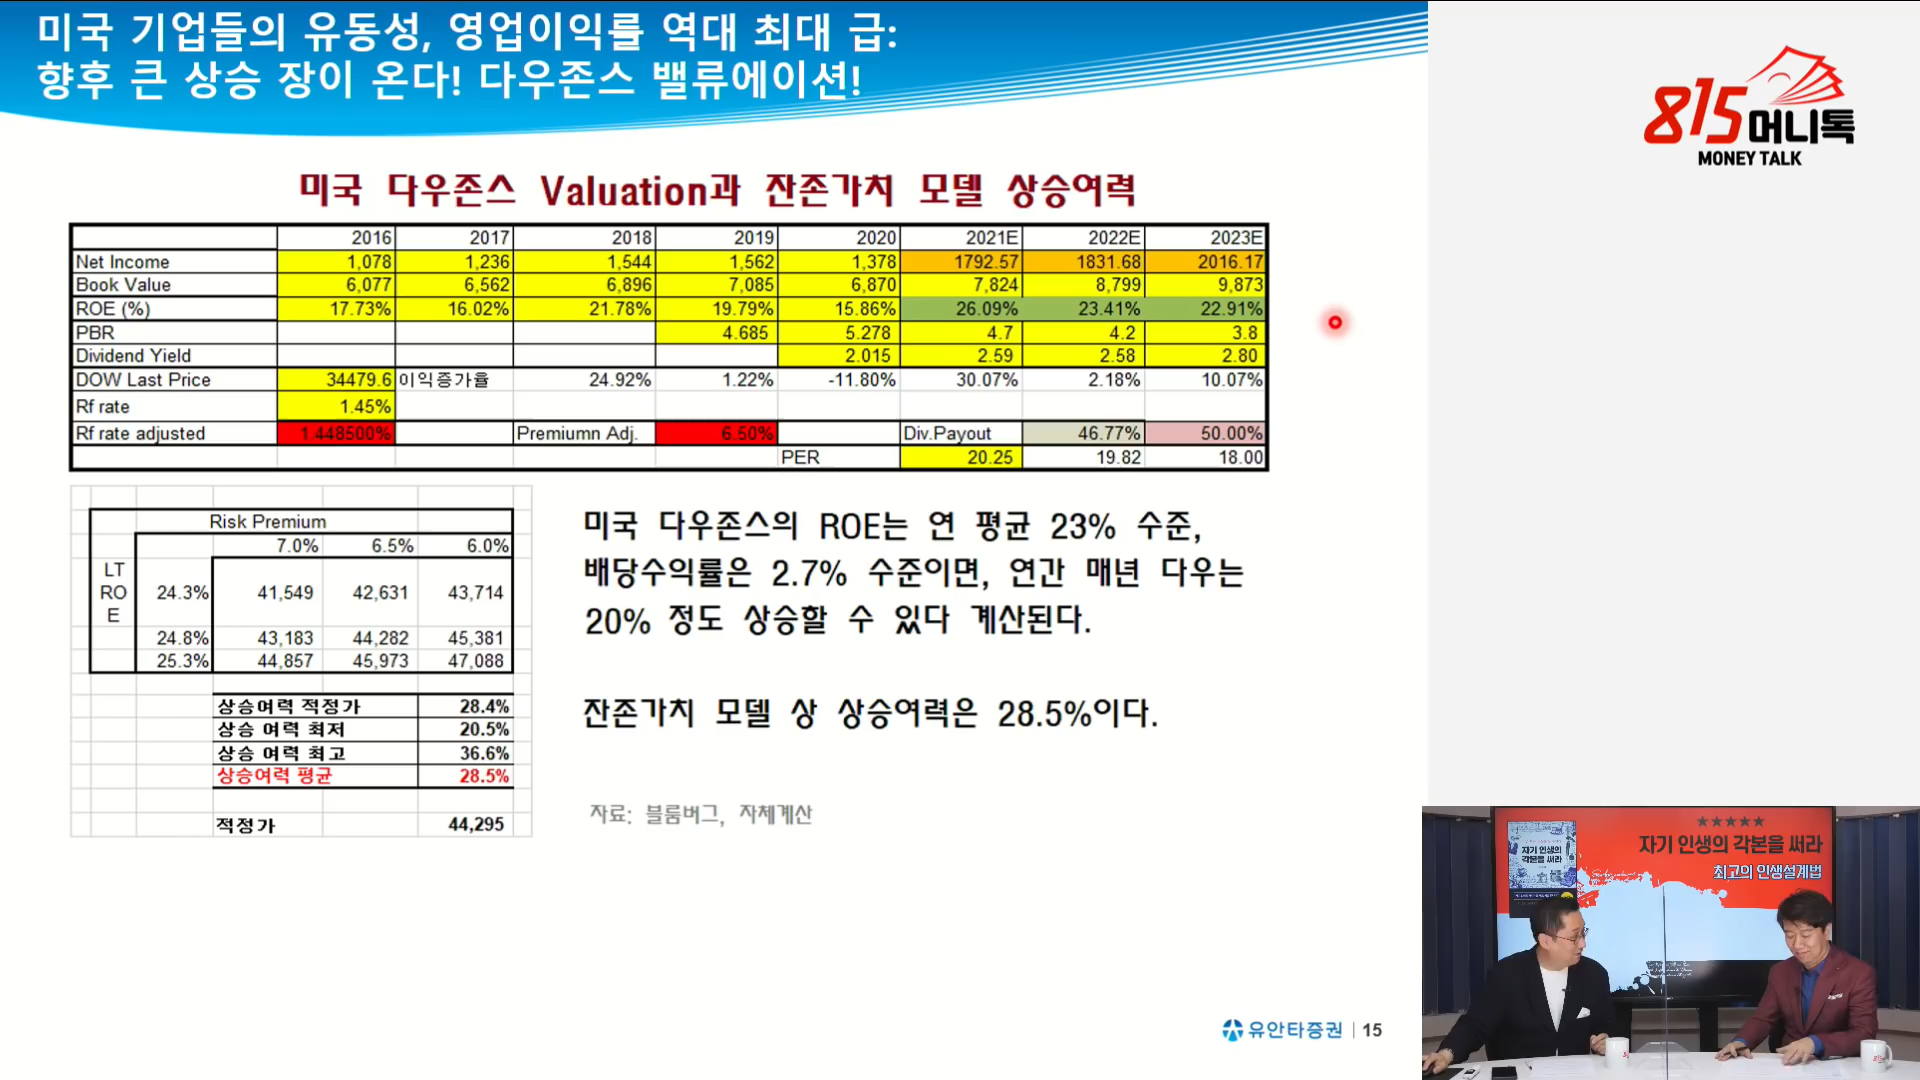 미국 기업들의 유동성, 영업이익률 역대 최대 급:
향후 큰 상승 장이 온다! 다우존스 밸류에이션!
815머니톡
MONEY TALK
미국 다우존스 Valuation과 잔존가치 모델 상승여력
2016 2017 2018 2019 2020 2021E 2022E 2023E
Net Income 1,078 1,236 1,544 1,562 1,378 1792.57 1831.68 2016.17
Book Value 6,077 6,562 6,896 7,085 6,870 7,824 8,799 9,873
ROE (%) 17.73% 16.02% 21.78% 19.79% 15.86% 26.09% 23.41% 22.91%
PBR 4.685 5.278 4.7 4.2 3.8
Dividend Yield 2.015 2.59 2.58 2.80
DOW Last Price 34479.6 이익증가율 24.92% 1.22% -11.80% 30.07% 2.18% 10.07%
Rf rate 1.45%
Rf rate adjusted 1.448500% Premiumn Adj. 6.50% Div.Payout 46.77% 50.00%
PER 20.25 19.82 18.00
Risk Premium
7.0% 6.5% 6.0%
LT
RO
E
24.3% 41,549 42,631 43,714
24.8% 43,183 44,282 45,381
25.3% 44,857 45,973 47,088
상승여력 적정가 28.4%
상승 여력 최저 20.5%
상승 여력 최고 36.6%
상승여력 평균 28.5%
적정가 44,295
미국 다우존스의 ROE는 연 평균 23% 수준,
배당수익률은 2.7% 수준이면, 연간 매년 다우는
20% 정도 상승할 수 있다 계산된다.
잔존가치 모델 상 상승여력은 28.5%이다.
자료: 블룸버그, 자체계산
유안타증권 | 15
★★★★★
자기 인생의 각본을 써라
최고의 인생설계법
자기 인생의
각본을 써라